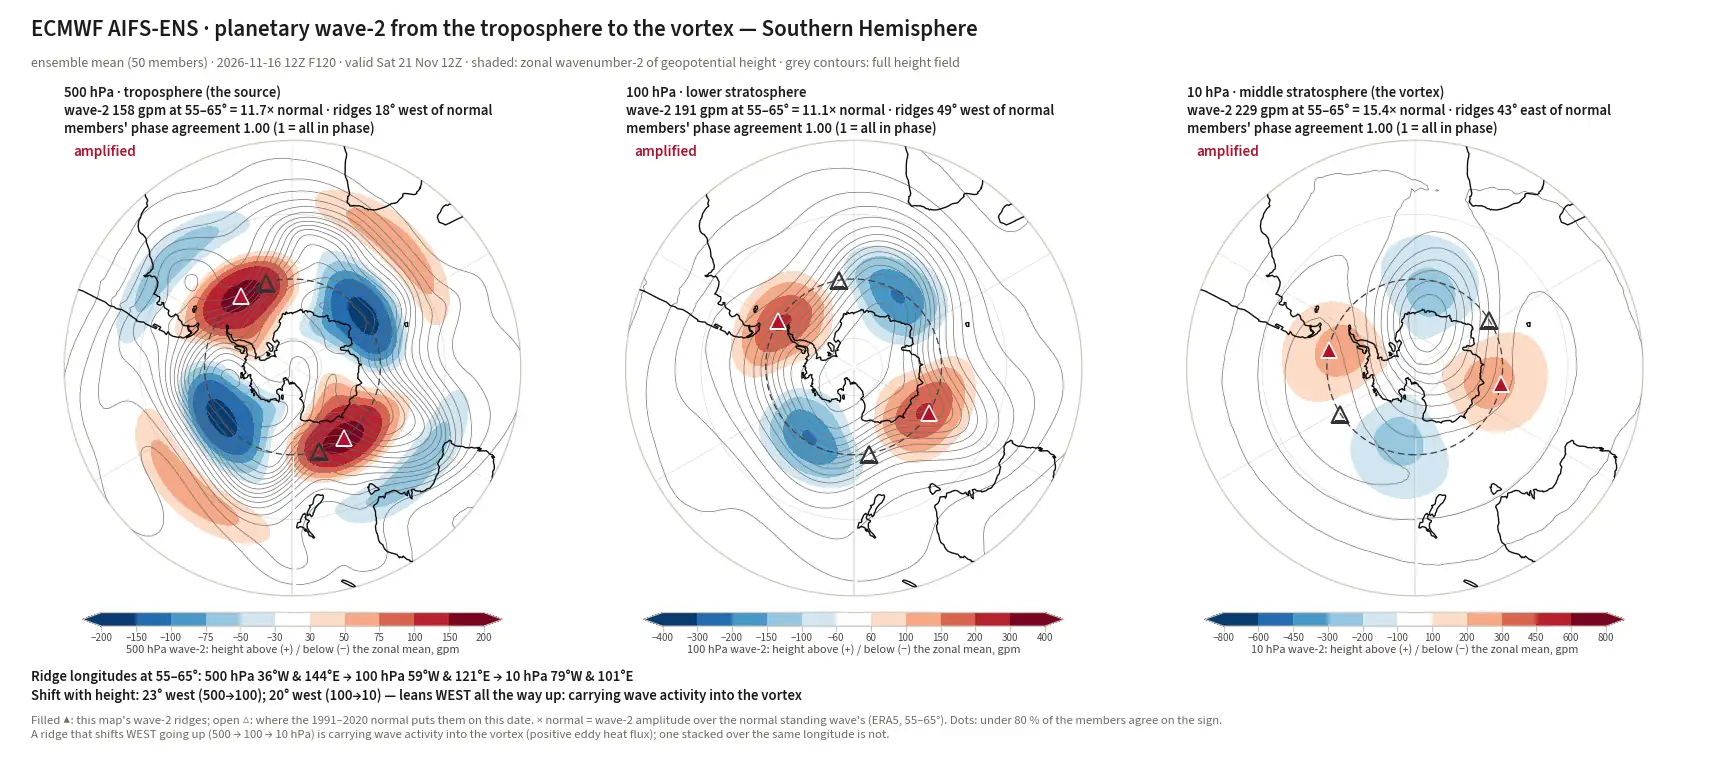 ECMWF AIFS-ENS · planetary wave-2 from the troposphere to the vortex — Southern Hemisphere
ensemble mean (50 members) · 2026-11-16 12Z F120 · valid Sat 21 Nov 12Z · shaded: zonal wavenumber-2 of geopotential height · grey contours: full height field
500 hPa · troposphere (the source)
wave-2 158 gpm at 55–65° = 11.7× normal · ridges 18° west of normal
members' phase agreement 1.00 (1 = all in phase)
amplified
100 hPa · lower stratosphere
wave-2 191 gpm at 55–65° = 11.1× normal · ridges 49° west of normal
members' phase agreement 1.00 (1 = all in phase)
amplified
10 hPa · middle stratosphere (the vortex)
wave-2 229 gpm at 55–65° = 15.4× normal · ridges 43° east of normal
members' phase agreement 1.00 (1 = all in phase)
amplified
−200 −150 −100 −75 −50 −30 30 50 75 100 150 200
500 hPa wave-2: height above (+) / below (−) the zonal mean, gpm
−400 −300 −200 −150 −100 −60 60 100 150 200 300 400
100 hPa wave-2: height above (+) / below (−) the zonal mean, gpm
−800 −600 −450 −300 −200 −100 100 200 300 450 600 800
10 hPa wave-2: height above (+) / below (−) the zonal mean, gpm
Ridge longitudes at 55–65°: 500 hPa 36°W & 144°E → 100 hPa 59°W & 121°E → 10 hPa 79°W & 101°E
Shift with height: 23° west (500→100); 20° west (100→10) — leans WEST all the way up: carrying wave activity into the vortex
Filled ▲: this map's wave-2 ridges; open △: where the 1991–2020 normal puts them on this date. × normal = wave-2 amplitude over the normal standing wave's (ERA5, 55–65°). Dots: under 80 % of the members agree on the sign.
A ridge that shifts WEST going up (500 → 100 → 10 hPa) is carrying wave activity into the vortex (positive eddy heat flux); one stacked over the same longitude is not.